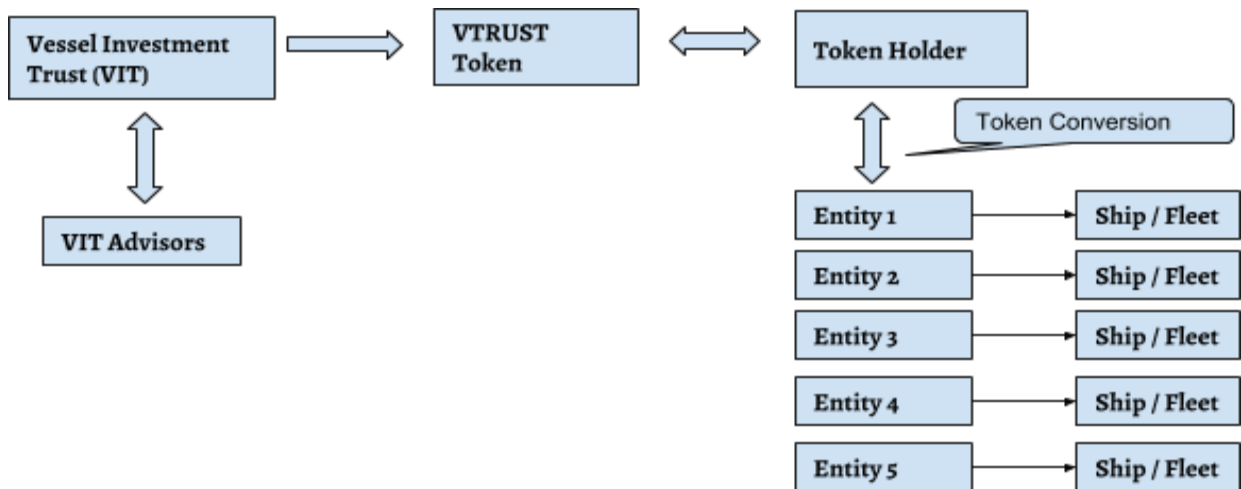 Vessel Investment
Trust (VIT)
VTRUST
Token
Token Holder
Token Conversion
VIT Advisors
Entity 1
Ship / Fleet
Entity 2
Ship / Fleet
Entity 3
Ship / Fleet
Entity 4
Ship / Fleet
Entity 5
Ship / Fleet